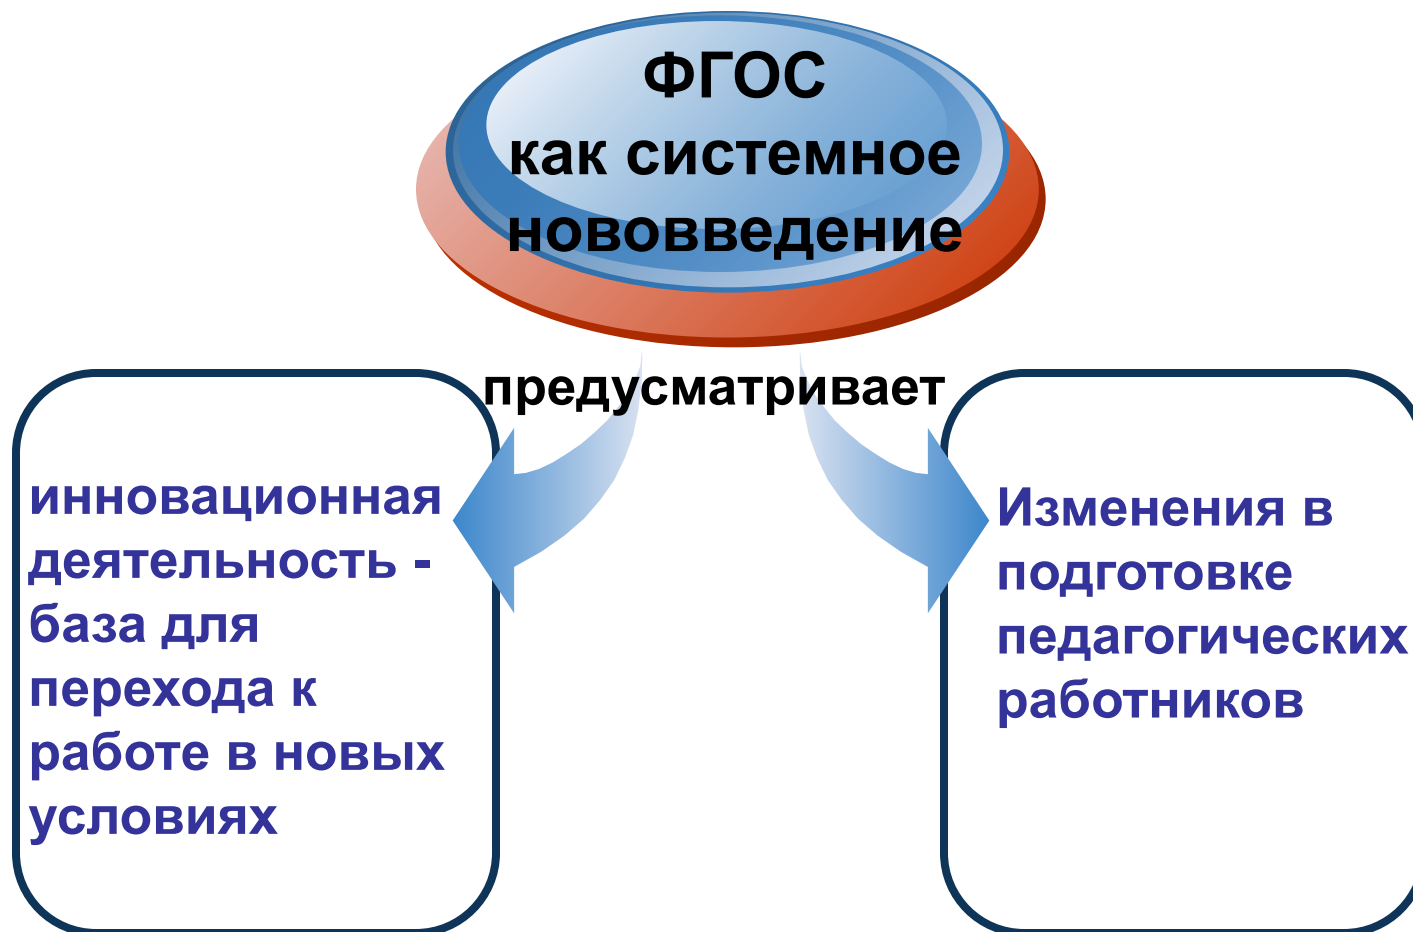 ФГОС
как системное
нововведение
предусматривает
инновационная
деятельность -
база для
перехода к
работе в новых
условиях
Изменения в
подготовке
педагогических
работников